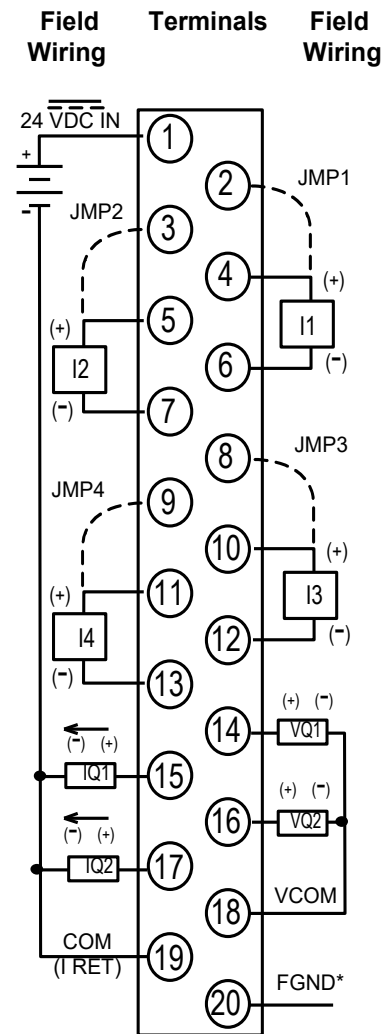 Field Wiring
Terminals
Field Wiring
24 VDC IN
1
+
-
2
JMP1
JMP2
3
4
(+)
I1
(+)
5
I2
6
(-)
(-)
7
8
JMP3
JMP4
9
10
(+)
(+)
11
I3
I4
12
(-)
(-)
13
(+) (-)
14
VQ1
(-) (+)
IQ1
15
(+) (-)
16
VQ2
(-) (+)
IQ2
17
18
VCOM
COM
(I RET)
19
20
FGND*